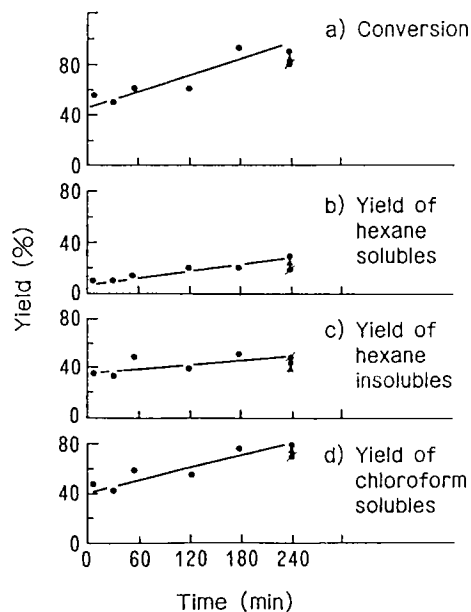 a) Conversion
80
40
0
b) Yield of
hexane
solubles
80
40
0
c) Yield of
hexane
insolubles
80
40
0
d) Yield of
chloroform
solubles
80
40
0
0 60 120 180 240
Time (min)
Yield (%)